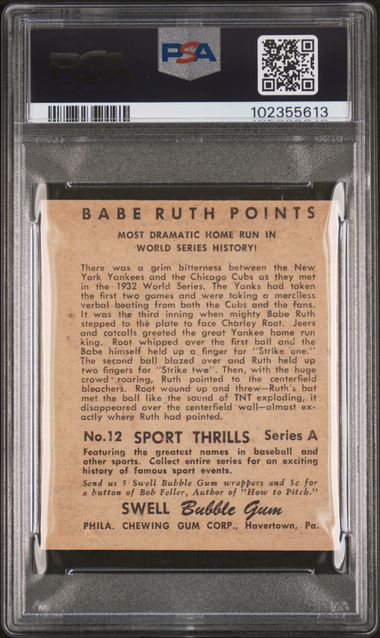 PSA
PSA
102355613
BABE RUTH POINTS
MOST DRAMATIC HOME RUN IN
WORLD SERIES HISTORY!
There was a grim bitterness between the New
York Yankees and the Chicago Cubs as they met
in the 1932 World Series. The Yanks had taken
the first two games and were taking a merciless
verbal beating from both the Cubs and the fans.
It was the third inning when mighty Babe Ruth
stepped to the plate to face Charley Root. Jeers
and catcalls greeted the great Yankee home run
king. Root whipped over the first ball and the
Babe himself held up a finger for "Strike one."
The second ball blazed over and Ruth held up
two fingers for "Strike two". Then, with the huge
crowd roaring, Ruth pointed to the centerfield
bleachers. Root wound up and threw—Ruth's bat
met the ball like the sound of TNT exploding, it
disappeared over the centerfield wall—almost ex-
actly where Ruth had pointed.
No.12 SPORT THRILLS Series A
Featuring the greatest names in baseball and
other sports. Collect entire series for an exciting
history of famous sport events.
Send us 5 Swell Bubble Gum wrappers and 5c for
a button of Bob Feller, Author of "How to Pitch."
SWELL Bubble Gum
PHILA. CHEWING GUM CORP., Havertown, Pa.